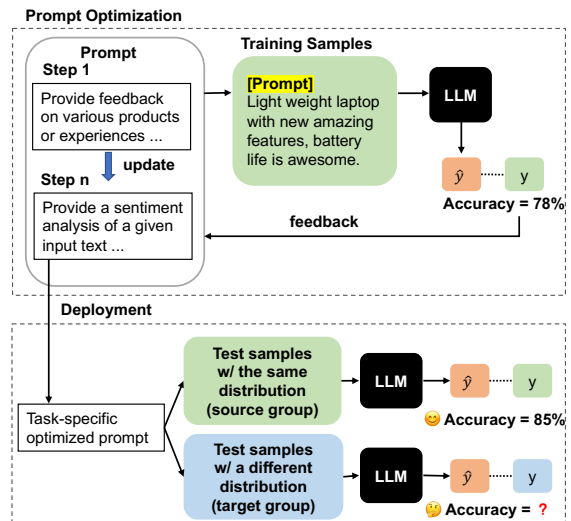 Prompt Optimization
Prompt
Step 1
Provide feedback
on various products
or experiences ...
update
Step n
Provide a sentiment
analysis of a given
input text ...
Training Samples
[Prompt]
Light weight laptop
with new amazing
features, battery
life is awesome.
LLM
ŷ
y
Accuracy = 78%
feedback
Deployment
Task-specific
optimized prompt
Test samples
w/ the same
distribution
(source group)
LLM
ŷ
y
😊 Accuracy = 85%
Test samples
w/ a different
distribution
(target group)
LLM
ŷ
y
🤔 Accuracy = ?